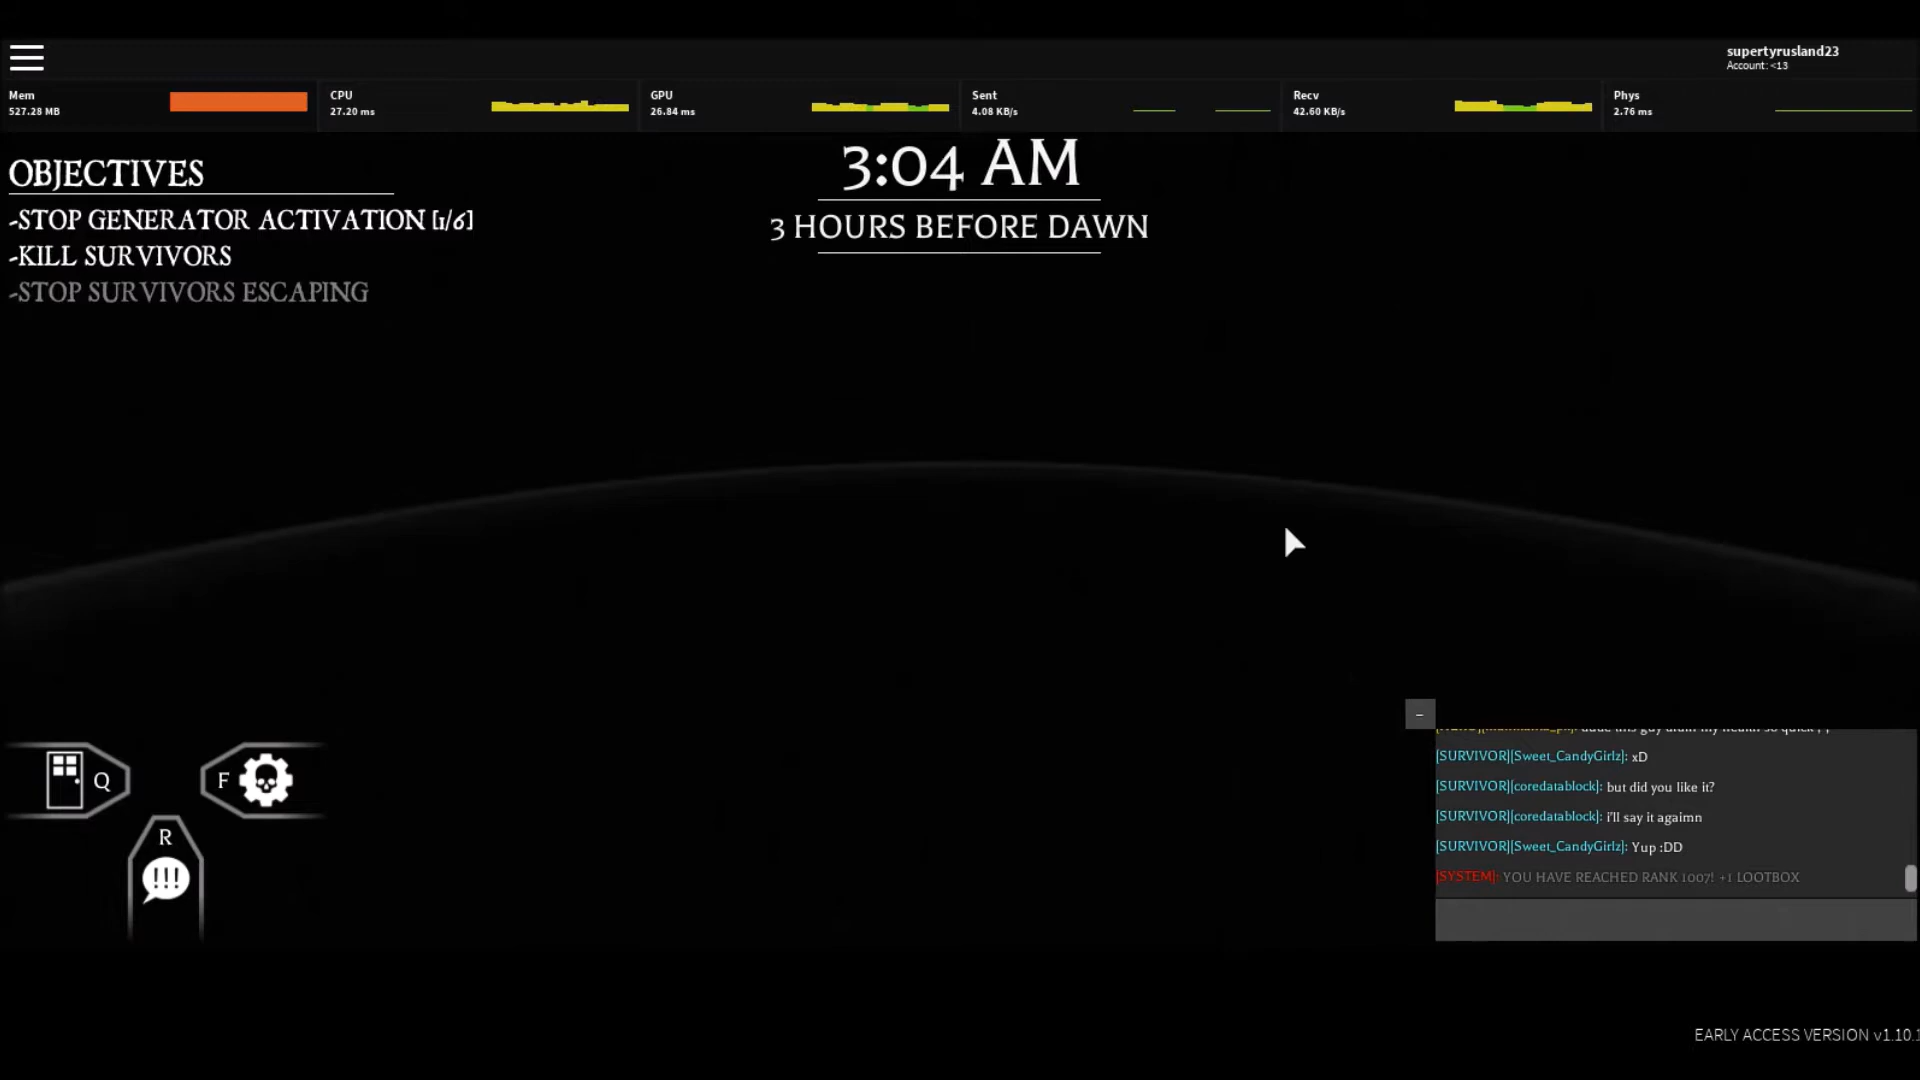 supertyrusland23
Account: <13
Mem
527.28 MB
CPU
27.20 ms
GPU
26.84 ms
Sent
4.08 KB/s
Recv
42.60 KB/s
Phys
2.76 ms
OBJECTIVES
-STOP GENERATOR ACTIVATION [1/6]
-KILL SURVIVORS
-STOP SURVIVORS ESCAPING
3:04 AM
3 HOURS BEFORE DAWN
Q
F
R
!!!
-
[SURVIVOR][Sweet_CandyGirlz]: xD
[SURVIVOR][coredatablock]: but did you like it?
[SURVIVOR][coredatablock]: i'll say it agaimn
[SURVIVOR][Sweet_CandyGirlz]: Yup :DD
[SYSTEM]: YOU HAVE REACHED RANK 1007! +1 LOOTBOX
EARLY ACCESS VERSION v1.10.1